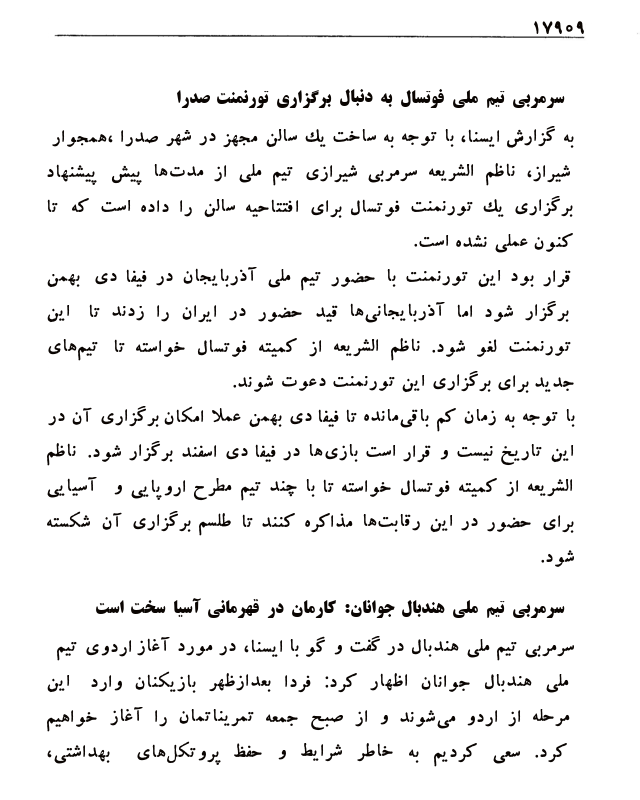 ۱۷۹۰۹
سرمربی تیم ملی فوتسال به دنبال برگزاری تورنمنت صدرا
به گزارش ایسنا، با توجه به ساخت یك سالن مجهز در شهر صدرا ،همجوار
شیراز، ناظم الشریعه سرمربی شیرازی تیم ملی از مدت‌ها پیش پیشنهاد
برگزاری یك تورنمنت فوتسال برای افتتاحیه سالن را داده است که تا
کنون عملی نشده است.
قرار بود این تورنمنت با حضور تیم ملی آذربایجان در فیفا دی بهمن
برگزار شود اما آذربایجانی‌ها قید حضور در ایران را زدند تا این
تورنمنت لغو شود. ناظم الشریعه از کمیته فوتسال خواسته تا تیم‌های
جدید برای برگزاری این تورنمنت دعوت شوند.
با توجه به زمان کم باقی‌مانده تا فیفا دی بهمن عملا امکان برگزاری آن در
این تاریخ نیست و قرار است بازی‌ها در فیفا دی اسفند برگزار شود. ناظم
الشریعه از کمیته فوتسال خواسته تا با چند تیم مطرح اروپایی و آسیایی
برای حضور در این رقابت‌ها مذاکره کنند تا طلسم برگزاری آن شکسته
شود.
سرمربی تیم ملی هندبال جوانان: کارمان در قهرمانی آسیا سخت است
سرمربی تیم ملی هندبال در گفت و گو با ایسنا، در مورد آغاز اردوی تیم
ملی هندبال جوانان اظهار کرد: فردا بعدازظهر بازیکنان وارد این
مرحله از اردو می‌شوند و از صبح جمعه تمریناتمان را آغاز خواهیم
کرد. سعی کردیم به خاطر شرایط و حفظ پروتکل‌های بهداشتی،